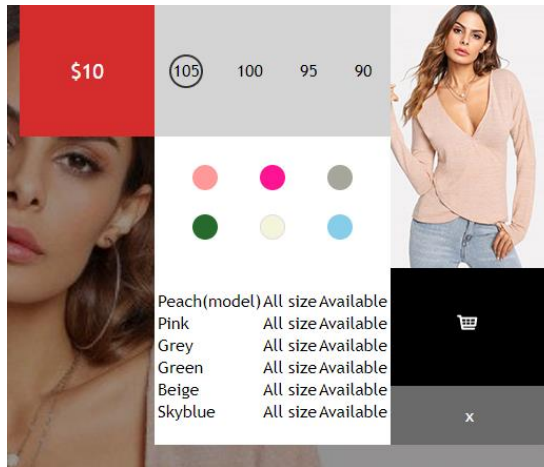 $10
105 100 95 90
Peach(model) All size Available
Pink All size Available
Grey All size Available
Green All size Available
Beige All size Available
Skyblue All size Available
x